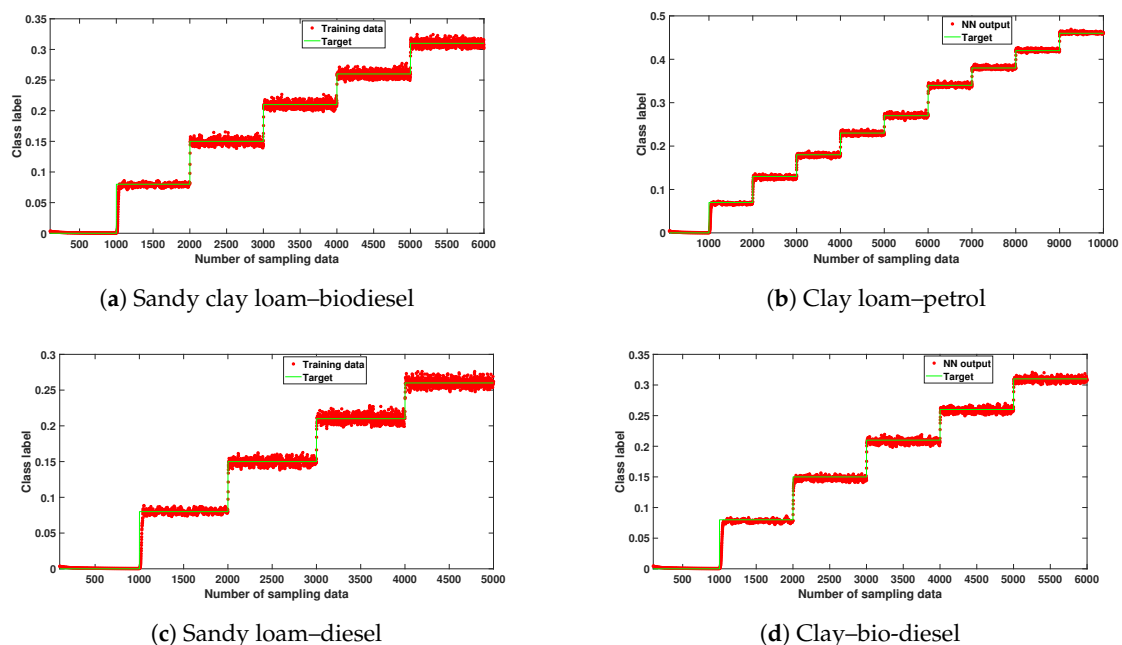 0.35
0.3
0.25
0.2
0.15
0.1
0.05
0
Class label
Training data
Target
500 1000 1500 2000 2500 3000 3500 4000 4500 5000 5500 6000
Number of sampling data
(a) Sandy clay loam–biodiesel
0.5
0.4
0.3
0.2
0.1
0
Class label
NN output
Target
1000 2000 3000 4000 5000 6000 7000 8000 9000 10000
Number of sampling data
(b) Clay loam–petrol
0.3
0.25
0.2
0.15
0.1
0.05
0
Class label
Training data
Target
500 1000 1500 2000 2500 3000 3500 4000 4500 5000
Number of sampling data
(c) Sandy loam–diesel
0.35
0.3
0.25
0.2
0.15
0.1
0.05
0
Class label
NN output
Target
500 1000 1500 2000 2500 3000 3500 4000 4500 5000 5500 6000
Number of sampling data
(d) Clay–bio-diesel